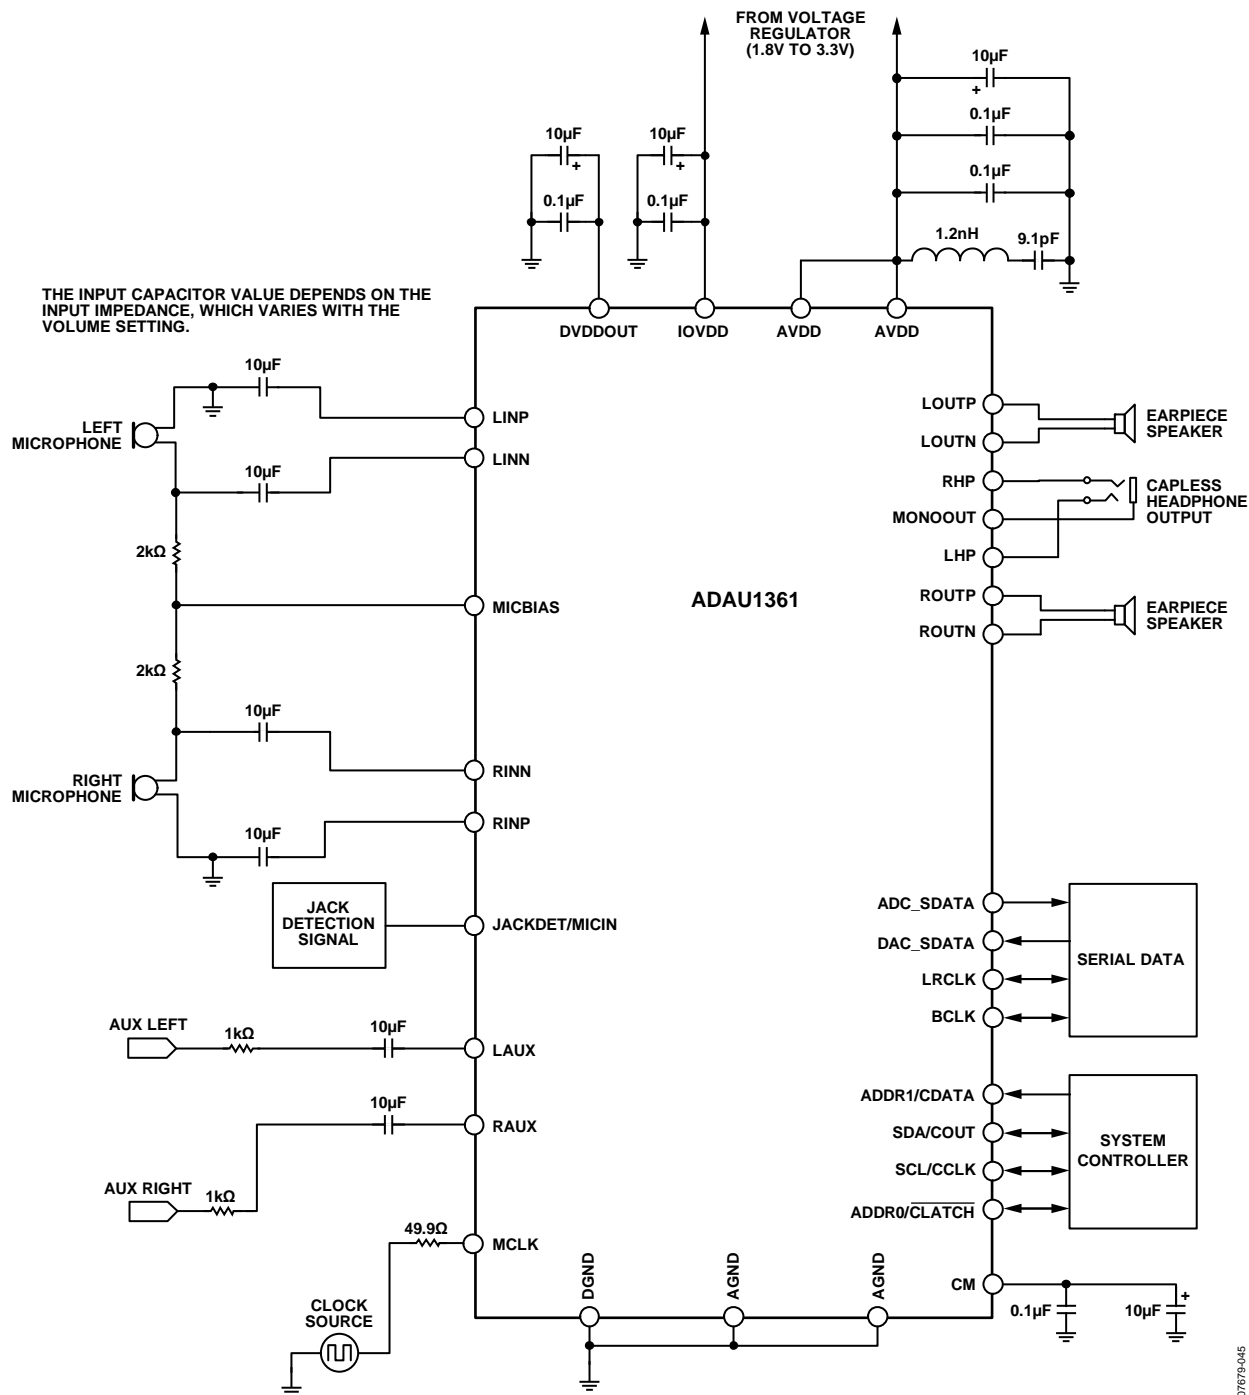 FROM VOLTAGE
REGULATOR
(1.8V TO 3.3V)
10µF
+
0.1µF
0.1µF
1.2nH
9.1pF
10µF
+
0.1µF
10µF
+
0.1µF
THE INPUT CAPACITOR VALUE DEPENDS ON THE
INPUT IMPEDANCE, WHICH VARIES WITH THE
VOLUME SETTING.
DVDDOUT
IOVDD
AVDD
AVDD
10µF
LINP
LEFT
MICROPHONE
LINN
10µF
2kΩ
MICBIAS
2kΩ
10µF
RINN
RIGHT
MICROPHONE
RINP
10µF
JACK
DETECTION
SIGNAL
JACKDET/MICIN
AUX LEFT
1kΩ
10µF
LAUX
10µF
RAUX
AUX RIGHT
1kΩ
49.9Ω
MCLK
CLOCK
SOURCE
ADAU1361
LOUTP
LOUTN
EARPIECE
SPEAKER
RHP
MONOOUT
LHP
CAPLESS
HEADPHONE
OUTPUT
ROUTP
ROUTN
EARPIECE
SPEAKER
ADC_SDATA
DAC_SDATA
LRCLK
BCLK
SERIAL DATA
ADDR1/CDATA
SDA/COUT
SCL/CCLK
ADDR0/CLATCH
SYSTEM
CONTROLLER
DGND
AGND
AGND
CM
0.1µF
10µF
+
07679-045